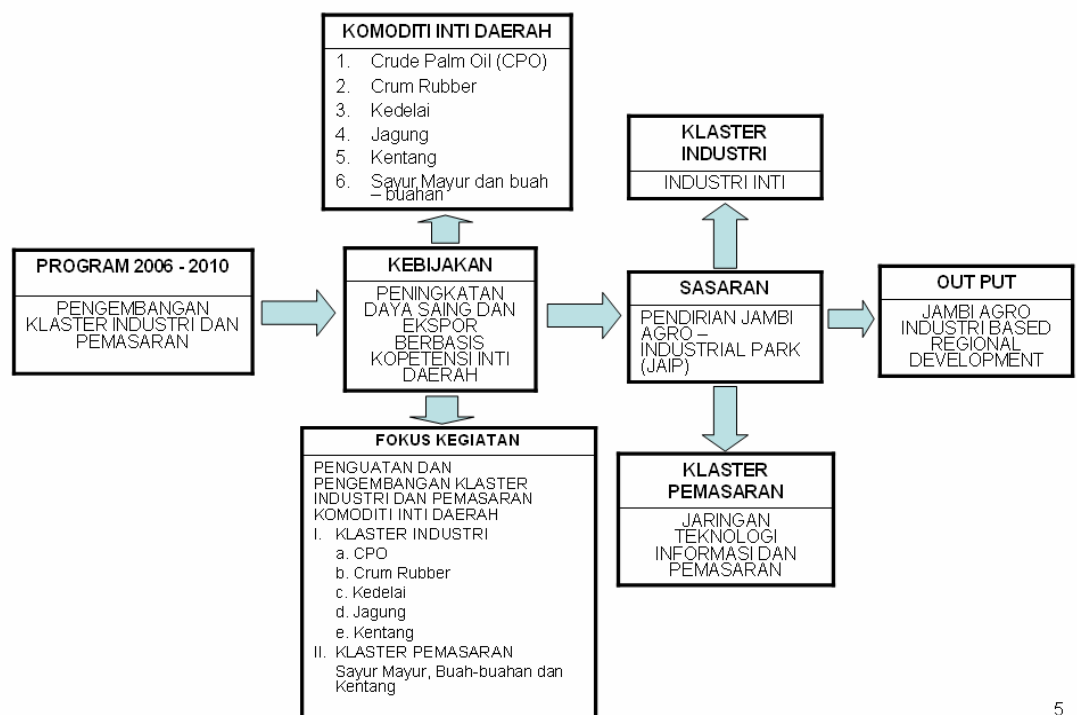 KOMODITI INTI DAERAH
1. Crude Palm Oil (CPO)
2. Crum Rubber
3. Kedelai
4. Jagung
5. Kentang
6. Sayur Mayur dan buah
– buahan
KLASTER
INDUSTRI
INDUSTRI INTI
PROGRAM 2006 - 2010
PENGEMBANGAN
KLASTER INDUSTRI DAN
PEMASARAN
KEBIJAKAN
PENINGKATAN
DAYA SAING DAN
EKSPOR
BERBASIS
KOPETENSI INTI
DAERAH
SASARAN
PENDIRIAN JAMBI
AGRO –
INDUSTRIAL PARK
(JAIP)
OUT PUT
JAMBI AGRO
INDUSTRI BASED
REGIONAL
DEVELOPMENT
FOKUS KEGIATAN
PENGUATAN DAN
PENGEMBANGAN KLASTER
INDUSTRI DAN PEMASARAN
KOMODITI INTI DAERAH
I. KLASTER INDUSTRI
a. CPO
b. Crum Rubber
c. Kedelai
d. Jagung
e. Kentang
II. KLASTER PEMASARAN
Sayur Mayur, Buah-buahan dan
Kentang
KLASTER
PEMASARAN
JARINGAN
TEKNOLOGI
INFORMASI DAN
PEMASARAN
5